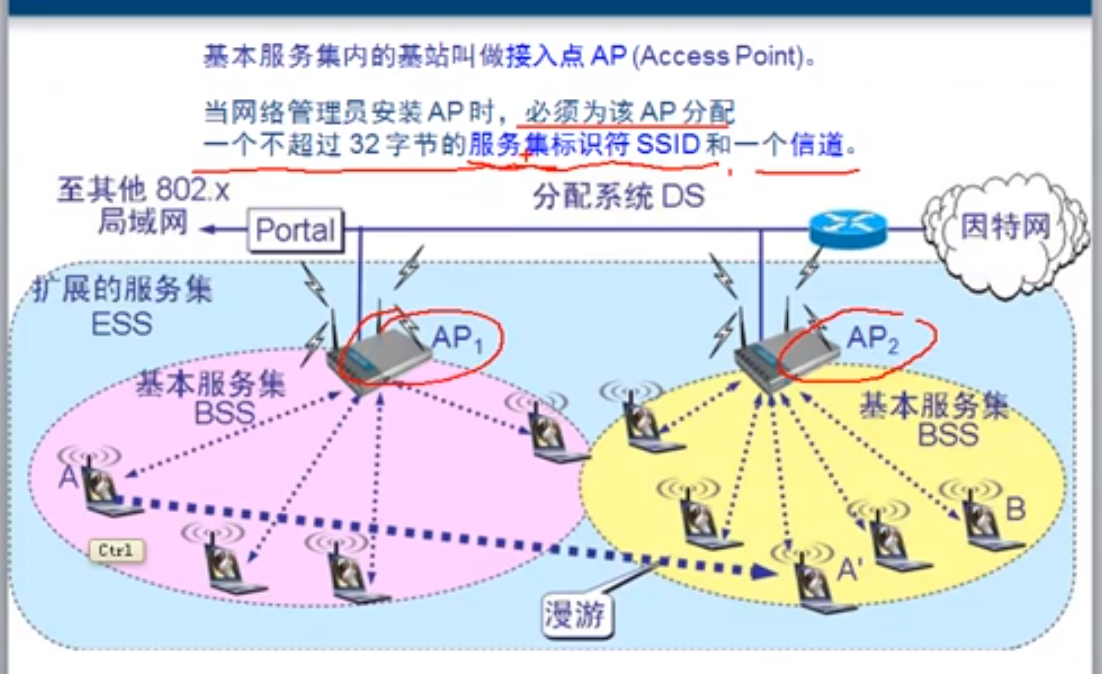 基本服务集内的基站叫做接入点 AP (Access Point)。
当网络管理员安装 AP 时，必须为该 AP 分配
一个不超过 32 字节的服务集标识符 SSID 和一个信道。
至其他 802.x
局域网
Portal
分配系统 DS
因特网
扩展的服务集
ESS
AP1
AP2
基本服务集
BSS
基本服务集
BSS
A
B
Ctrl
A'
漫游